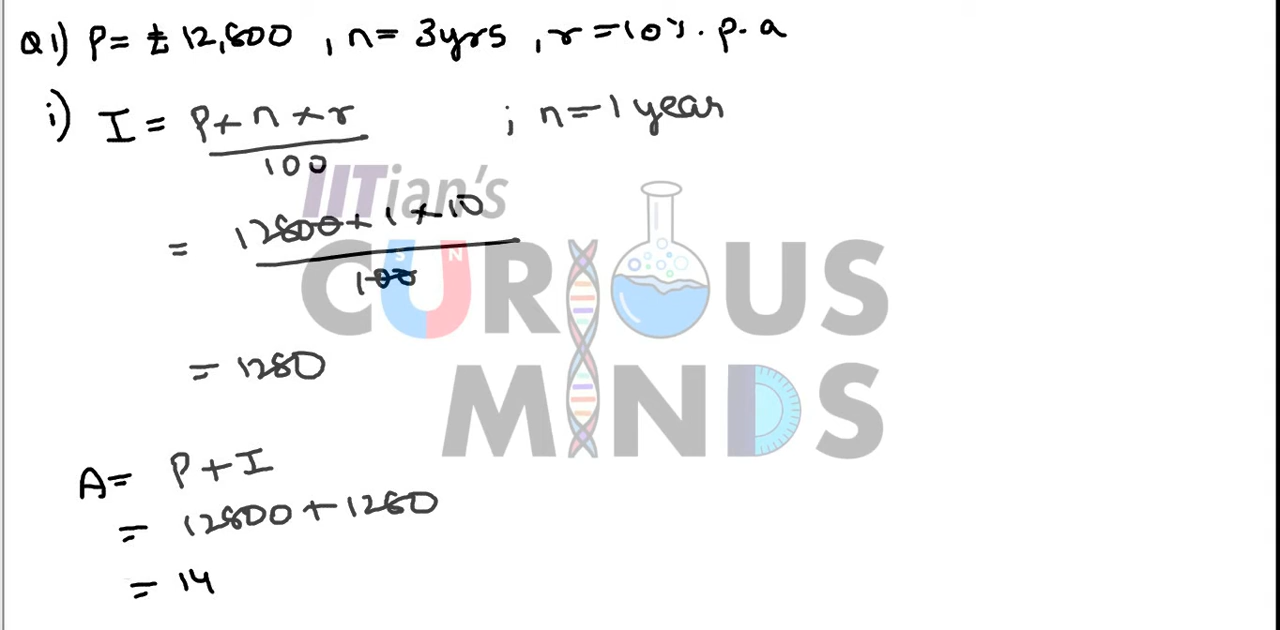 Q1) P= ₹ 12,800 , n= 3yrs , r =10%. p. a
i) I = P × n × r ; n=1 year
100
IITian's
= 12800 × 1 × 10
100
CURIOUS
S N
= 1280
MINDS
A= P + I
= 12800 + 1280
= 14